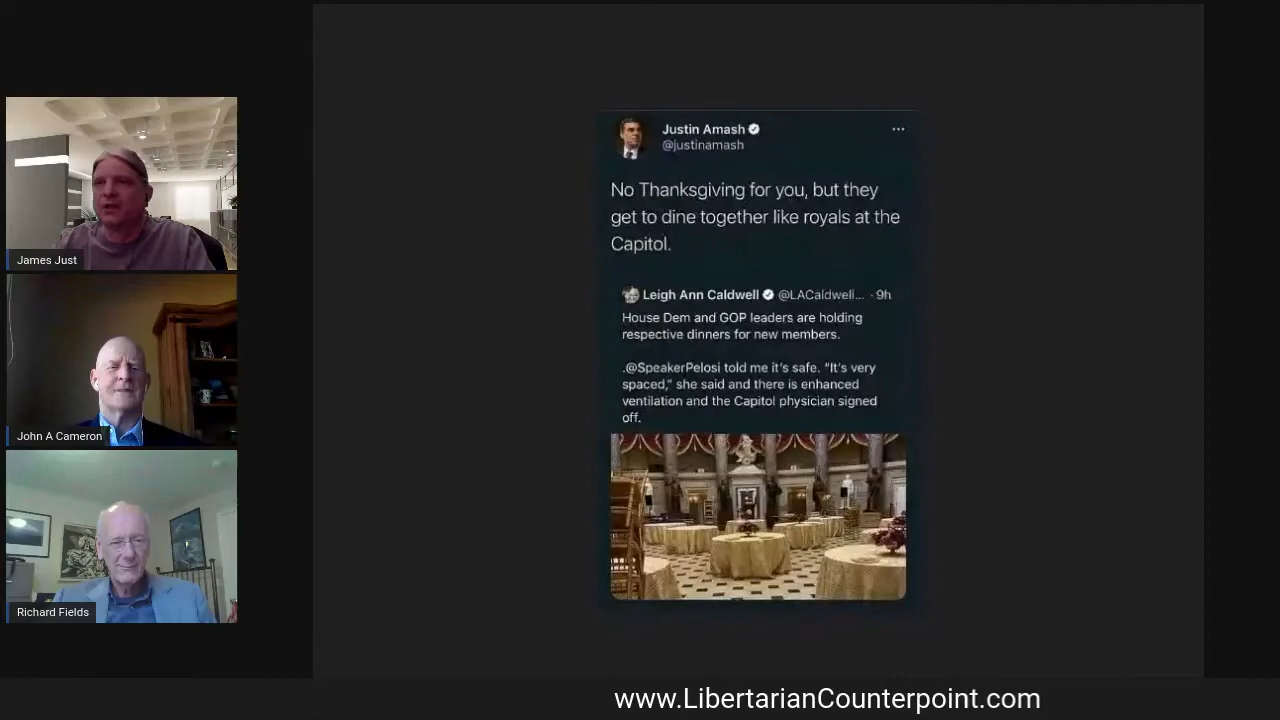 James Just
John A Cameron
Richard Fields
Justin Amash
@justinamash
No Thanksgiving for you, but they
get to dine together like royals at the
Capitol.
Leigh Ann Caldwell @LACaldwell... · 9h
House Dem and GOP leaders are holding
respective dinners for new members.
.@SpeakerPelosi told me it's safe. "It's very
spaced," she said and there is enhanced
ventilation and the Capitol physician signed
off.
www.LibertarianCounterpoint.com